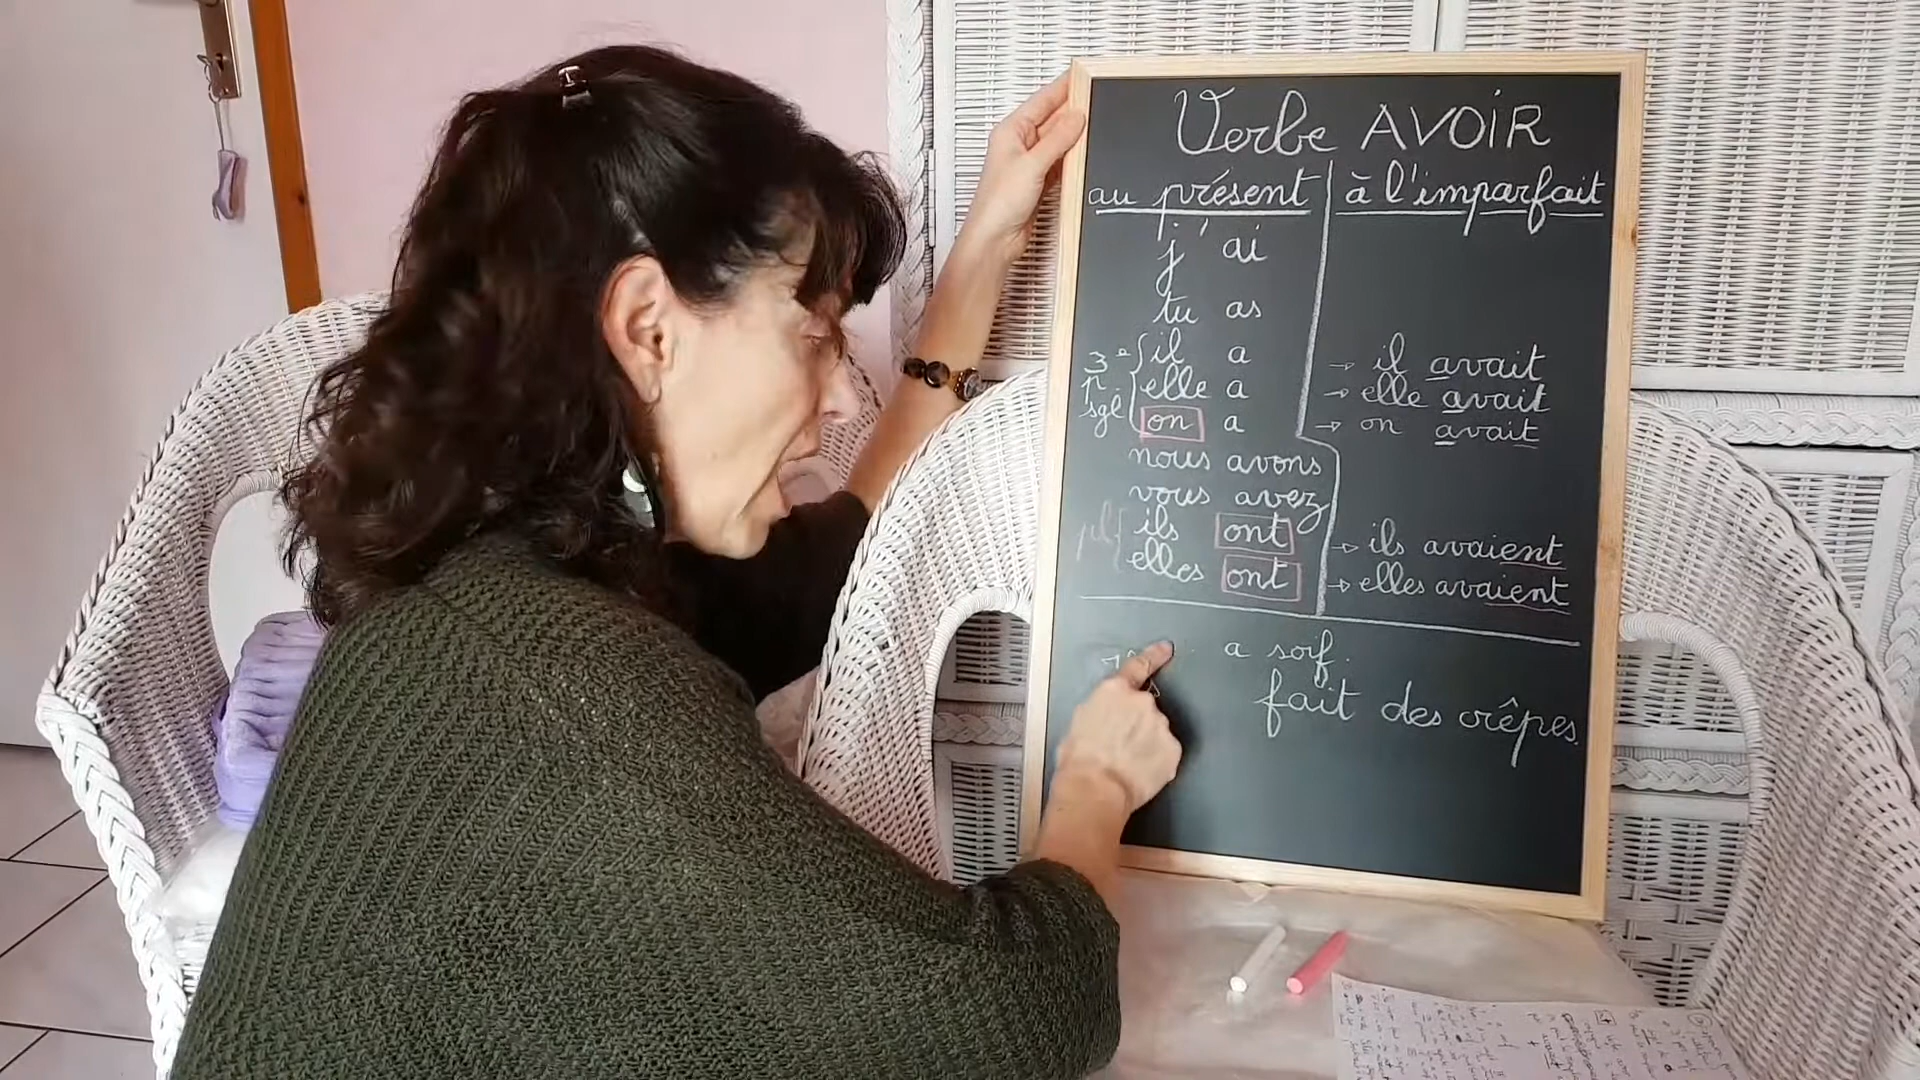 Verbe AVOIR
au présent
à l'imparfait
j' ai
tu as
3e p. sgl
il a
→ il avait
elle a
→ elle avait
on a
→ on avait
nous avons
vous avez
pl
ils ont
→ ils avaient
elles ont
→ elles avaient
a soif.
fait des crêpes.